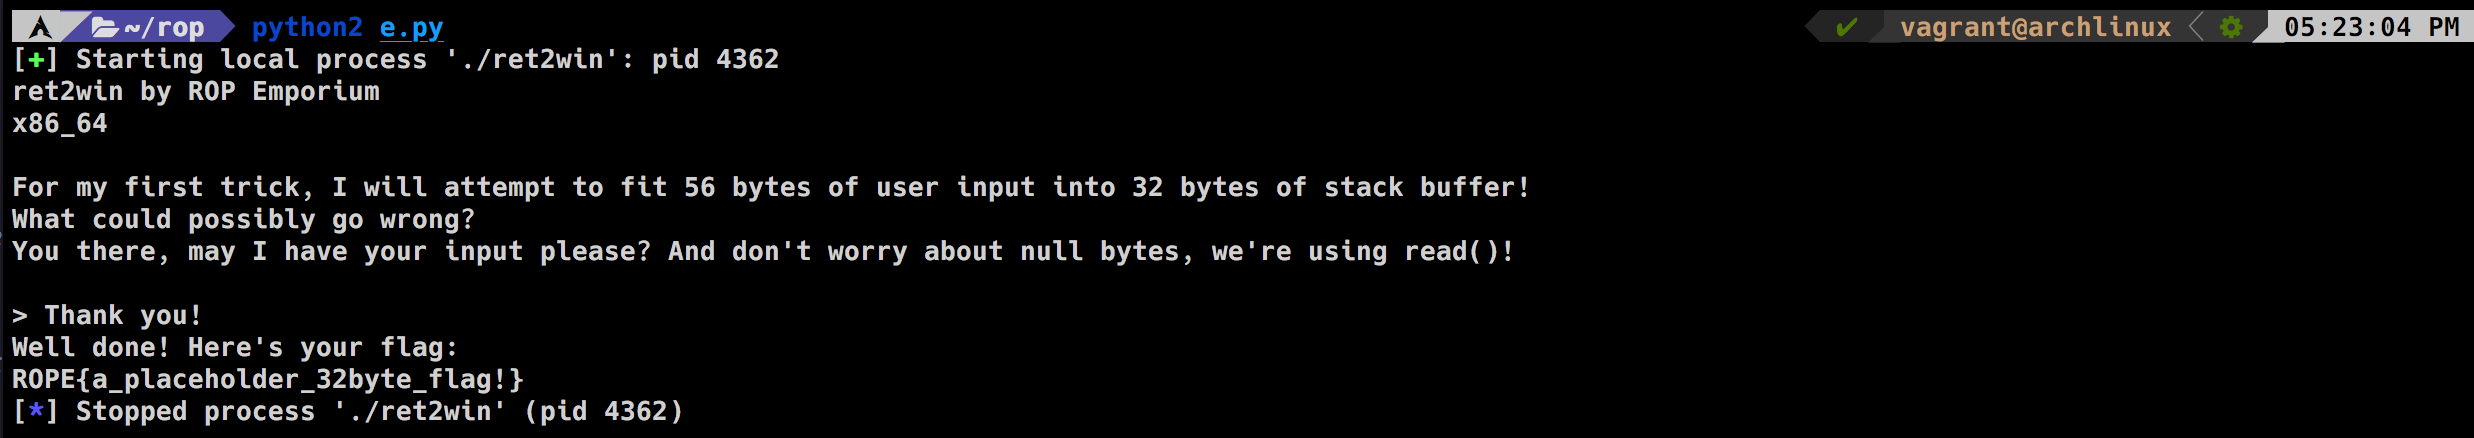 ~/rop python2 e.py ✔ vagrant@archlinux 05:23:04 PM
[+] Starting local process './ret2win': pid 4362
ret2win by ROP Emporium
x86_64
For my first trick, I will attempt to fit 56 bytes of user input into 32 bytes of stack buffer!
What could possibly go wrong?
You there, may I have your input please? And don't worry about null bytes, we're using read()!
> Thank you!
Well done! Here's your flag:
ROPE{a_placeholder_32byte_flag!}
[*] Stopped process './ret2win' (pid 4362)